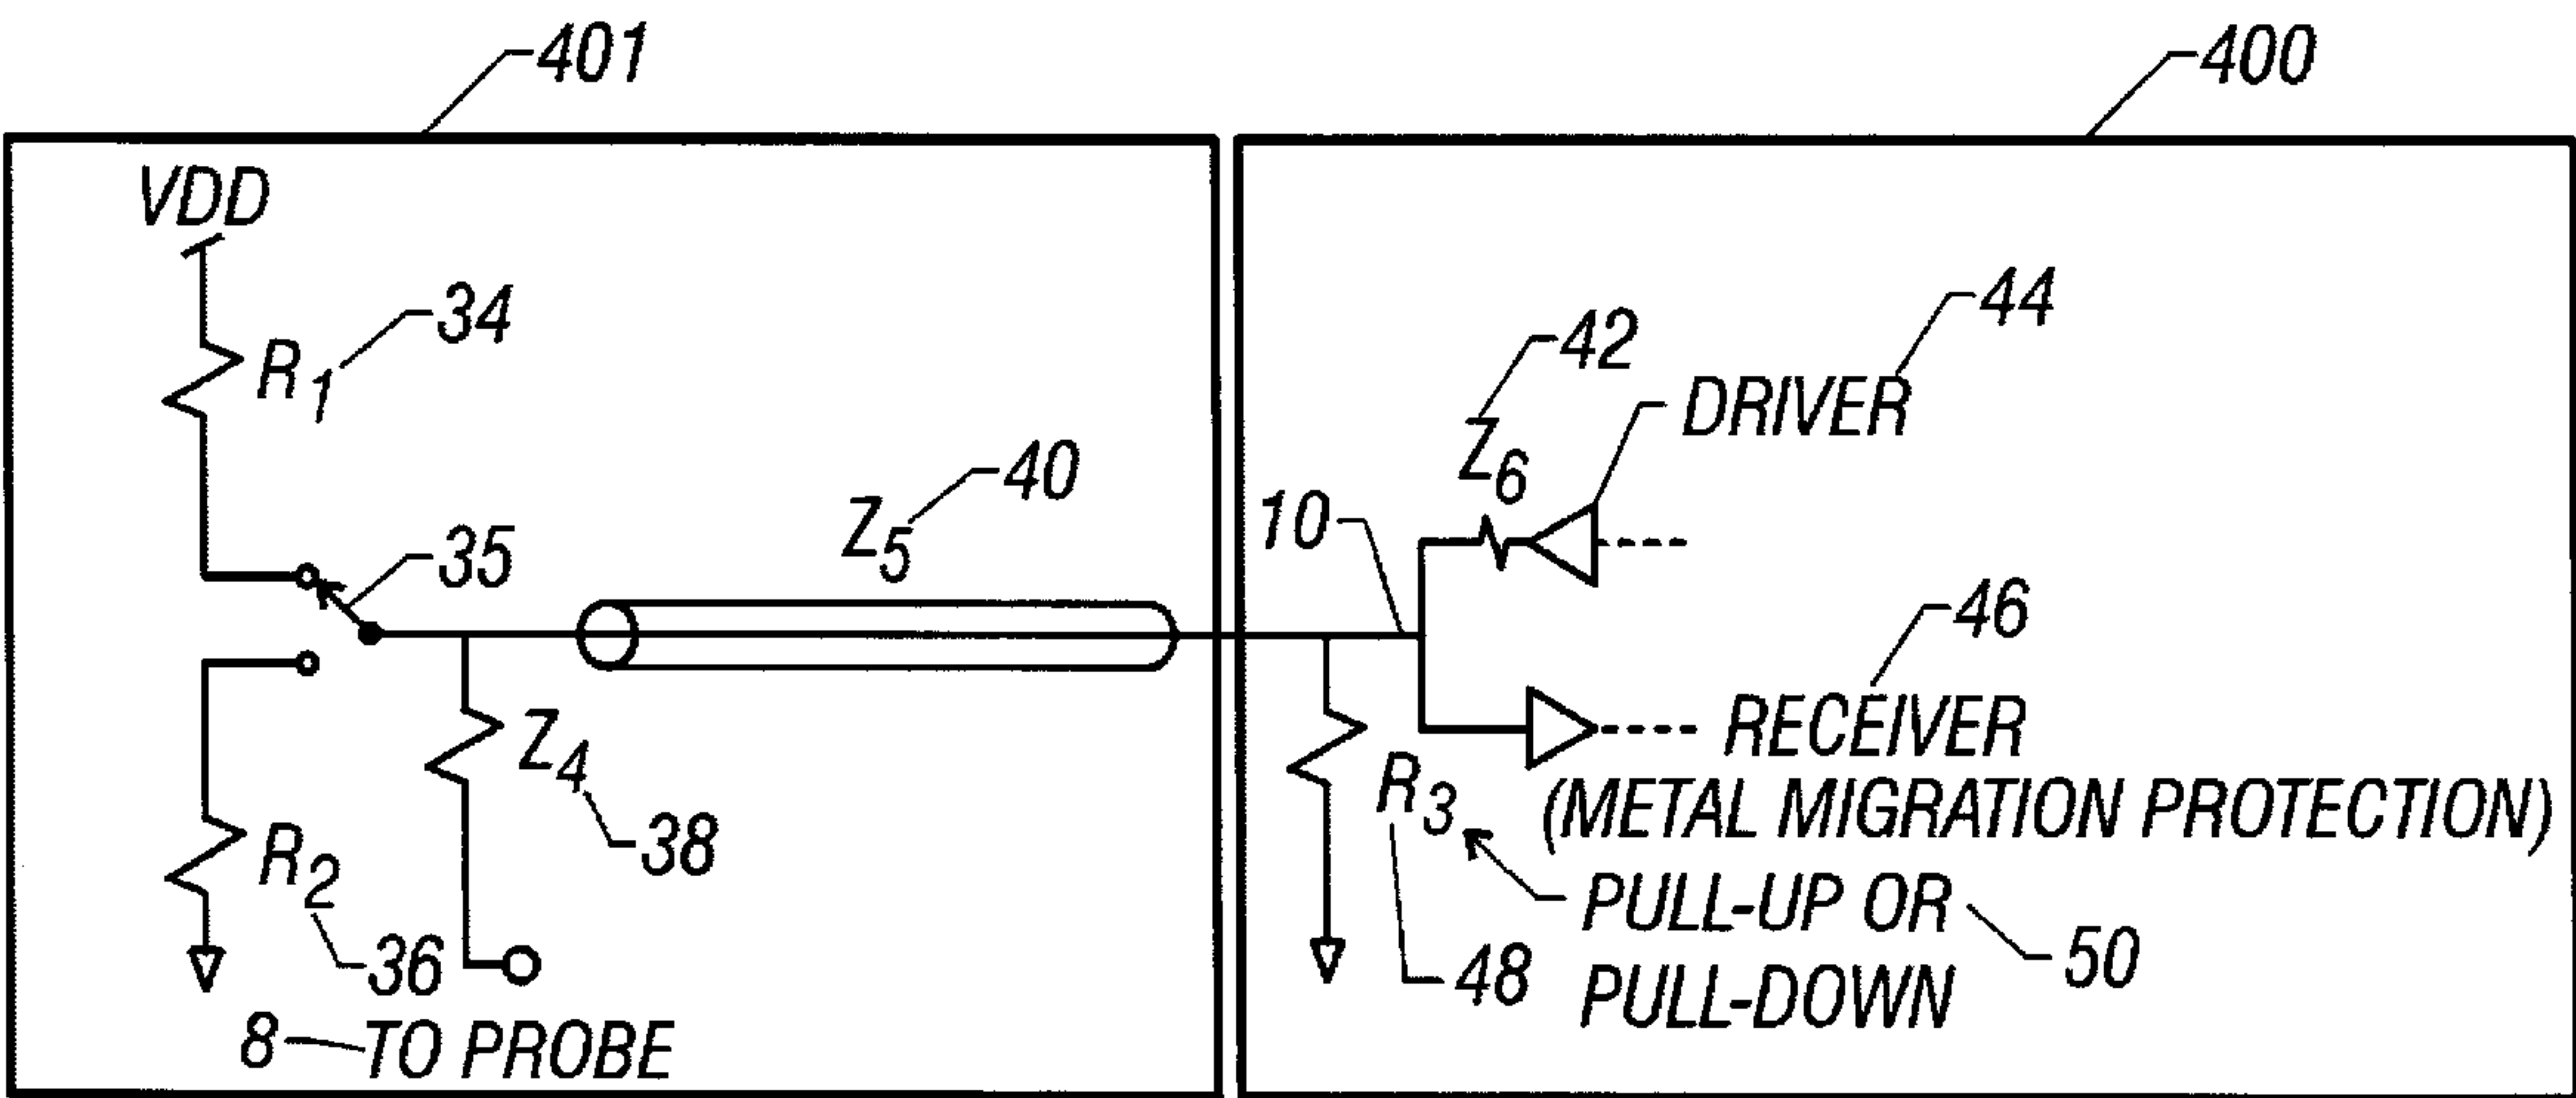 401
400
VDD
R1
34
35
Z5
40
R2
36
Z4
38
8
TO PROBE
10
42
Z6
44
DRIVER
46
RECEIVER
(METAL MIGRATION PROTECTION)
R3
48
PULL-UP OR
PULL-DOWN
50